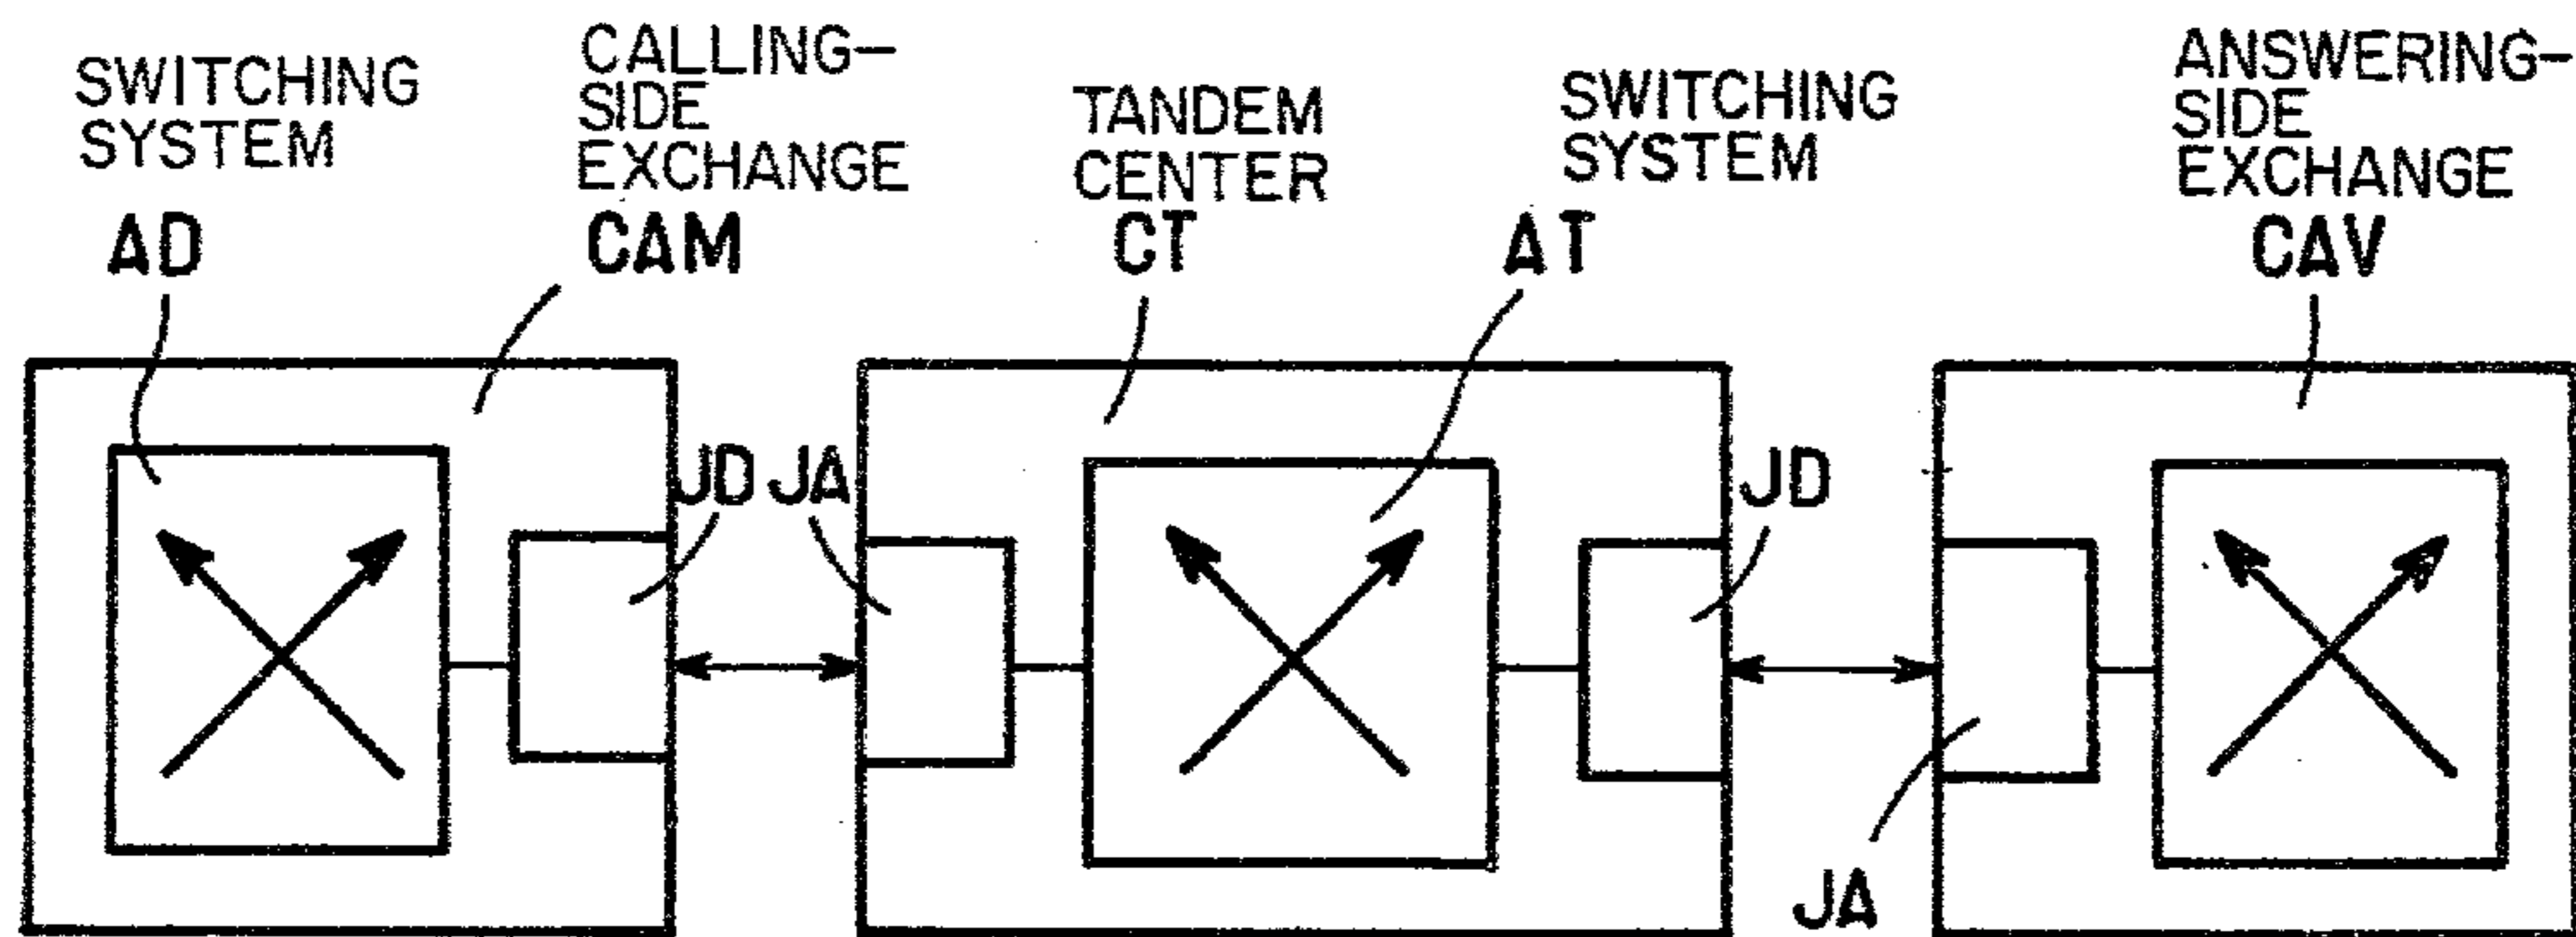 SWITCHING
SYSTEM
AD
CALLING-
SIDE
EXCHANGE
CAM
TANDEM
CENTER
CT
SWITCHING
SYSTEM
AT
ANSWERING-
SIDE
EXCHANGE
CAV
JD
JA
JD
JA